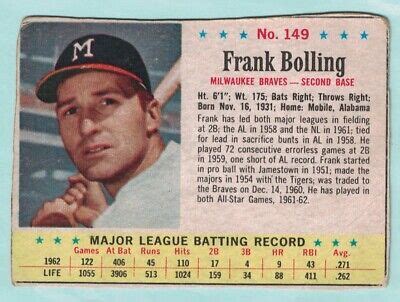 M
No. 149
Frank Bolling
MILWAUKEE BRAVES — SECOND BASE
Ht. 6'1"; Wt. 175; Bats Right; Throws Right;
Born Nov. 16, 1931; Home: Mobile, Alabama
Frank has led both major leagues in fielding
at 2B; the AL in 1958 and the NL in 1961; tied
for lead in sacrifice bunts in AL in 1958. He
played 72 consecutive errorless games at 2B
in 1959, one short of AL record. Frank started
in pro ball with Jamestown in 1951; made the
majors in 1954 with the Tigers; was traded to
the Braves on Dec. 14, 1960. He has played in
both All-Star Games, 1961-62.
MAJOR LEAGUE BATTING RECORD
Games At Bat Runs Hits 2B 3B HR RBI Avg.
1962 122 406 45 110 17 4 9 43 .271
LIFE 1055 3906 513 1024 159 34 88 411 .262